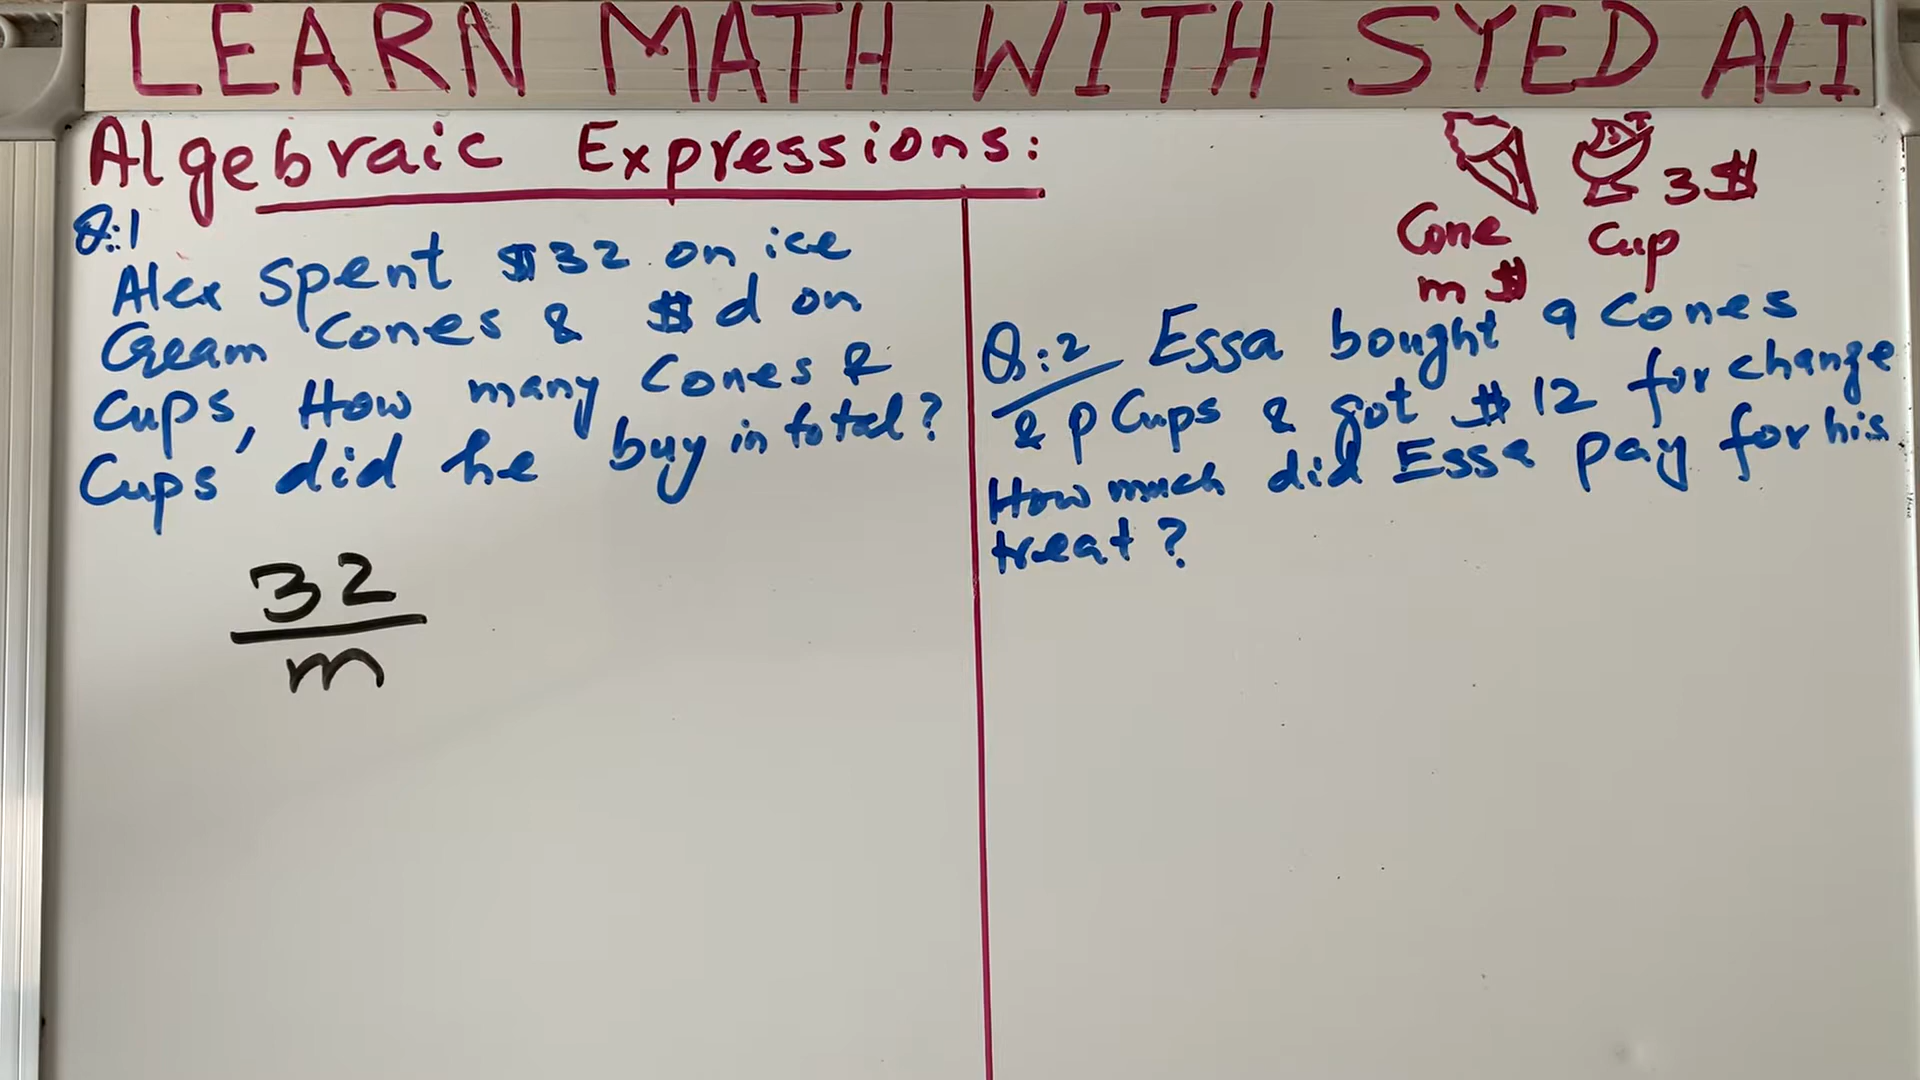 LEARN MATH WITH SYED ALI
Algebraic Expressions:
3 $
Cone Cup
m $
Q:1
Alex spent $32 on ice
Cream Cones & $ d on
Cups, How many Cones &
Cups did he buy in total?
32
m
Q:2 Essa bought 9 Cones
& p Cups & got $ 12 for change
How much did Essa pay for his
treat?